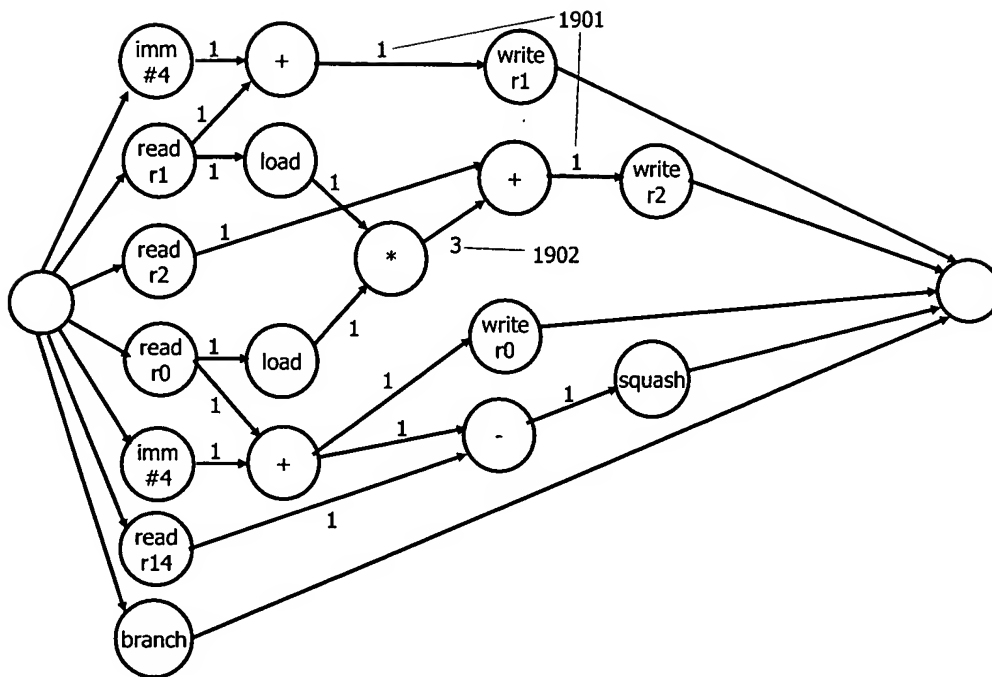 1901
imm
#4
1
+
1
write
r1
1
read
r1
1
load
1
+
1
write
r2
read
r2
1
*
3
1902
read
r0
1
load
1
write
r0
1
1
squash
1
imm
#4
1
+
1
-
read
r14
1
branch